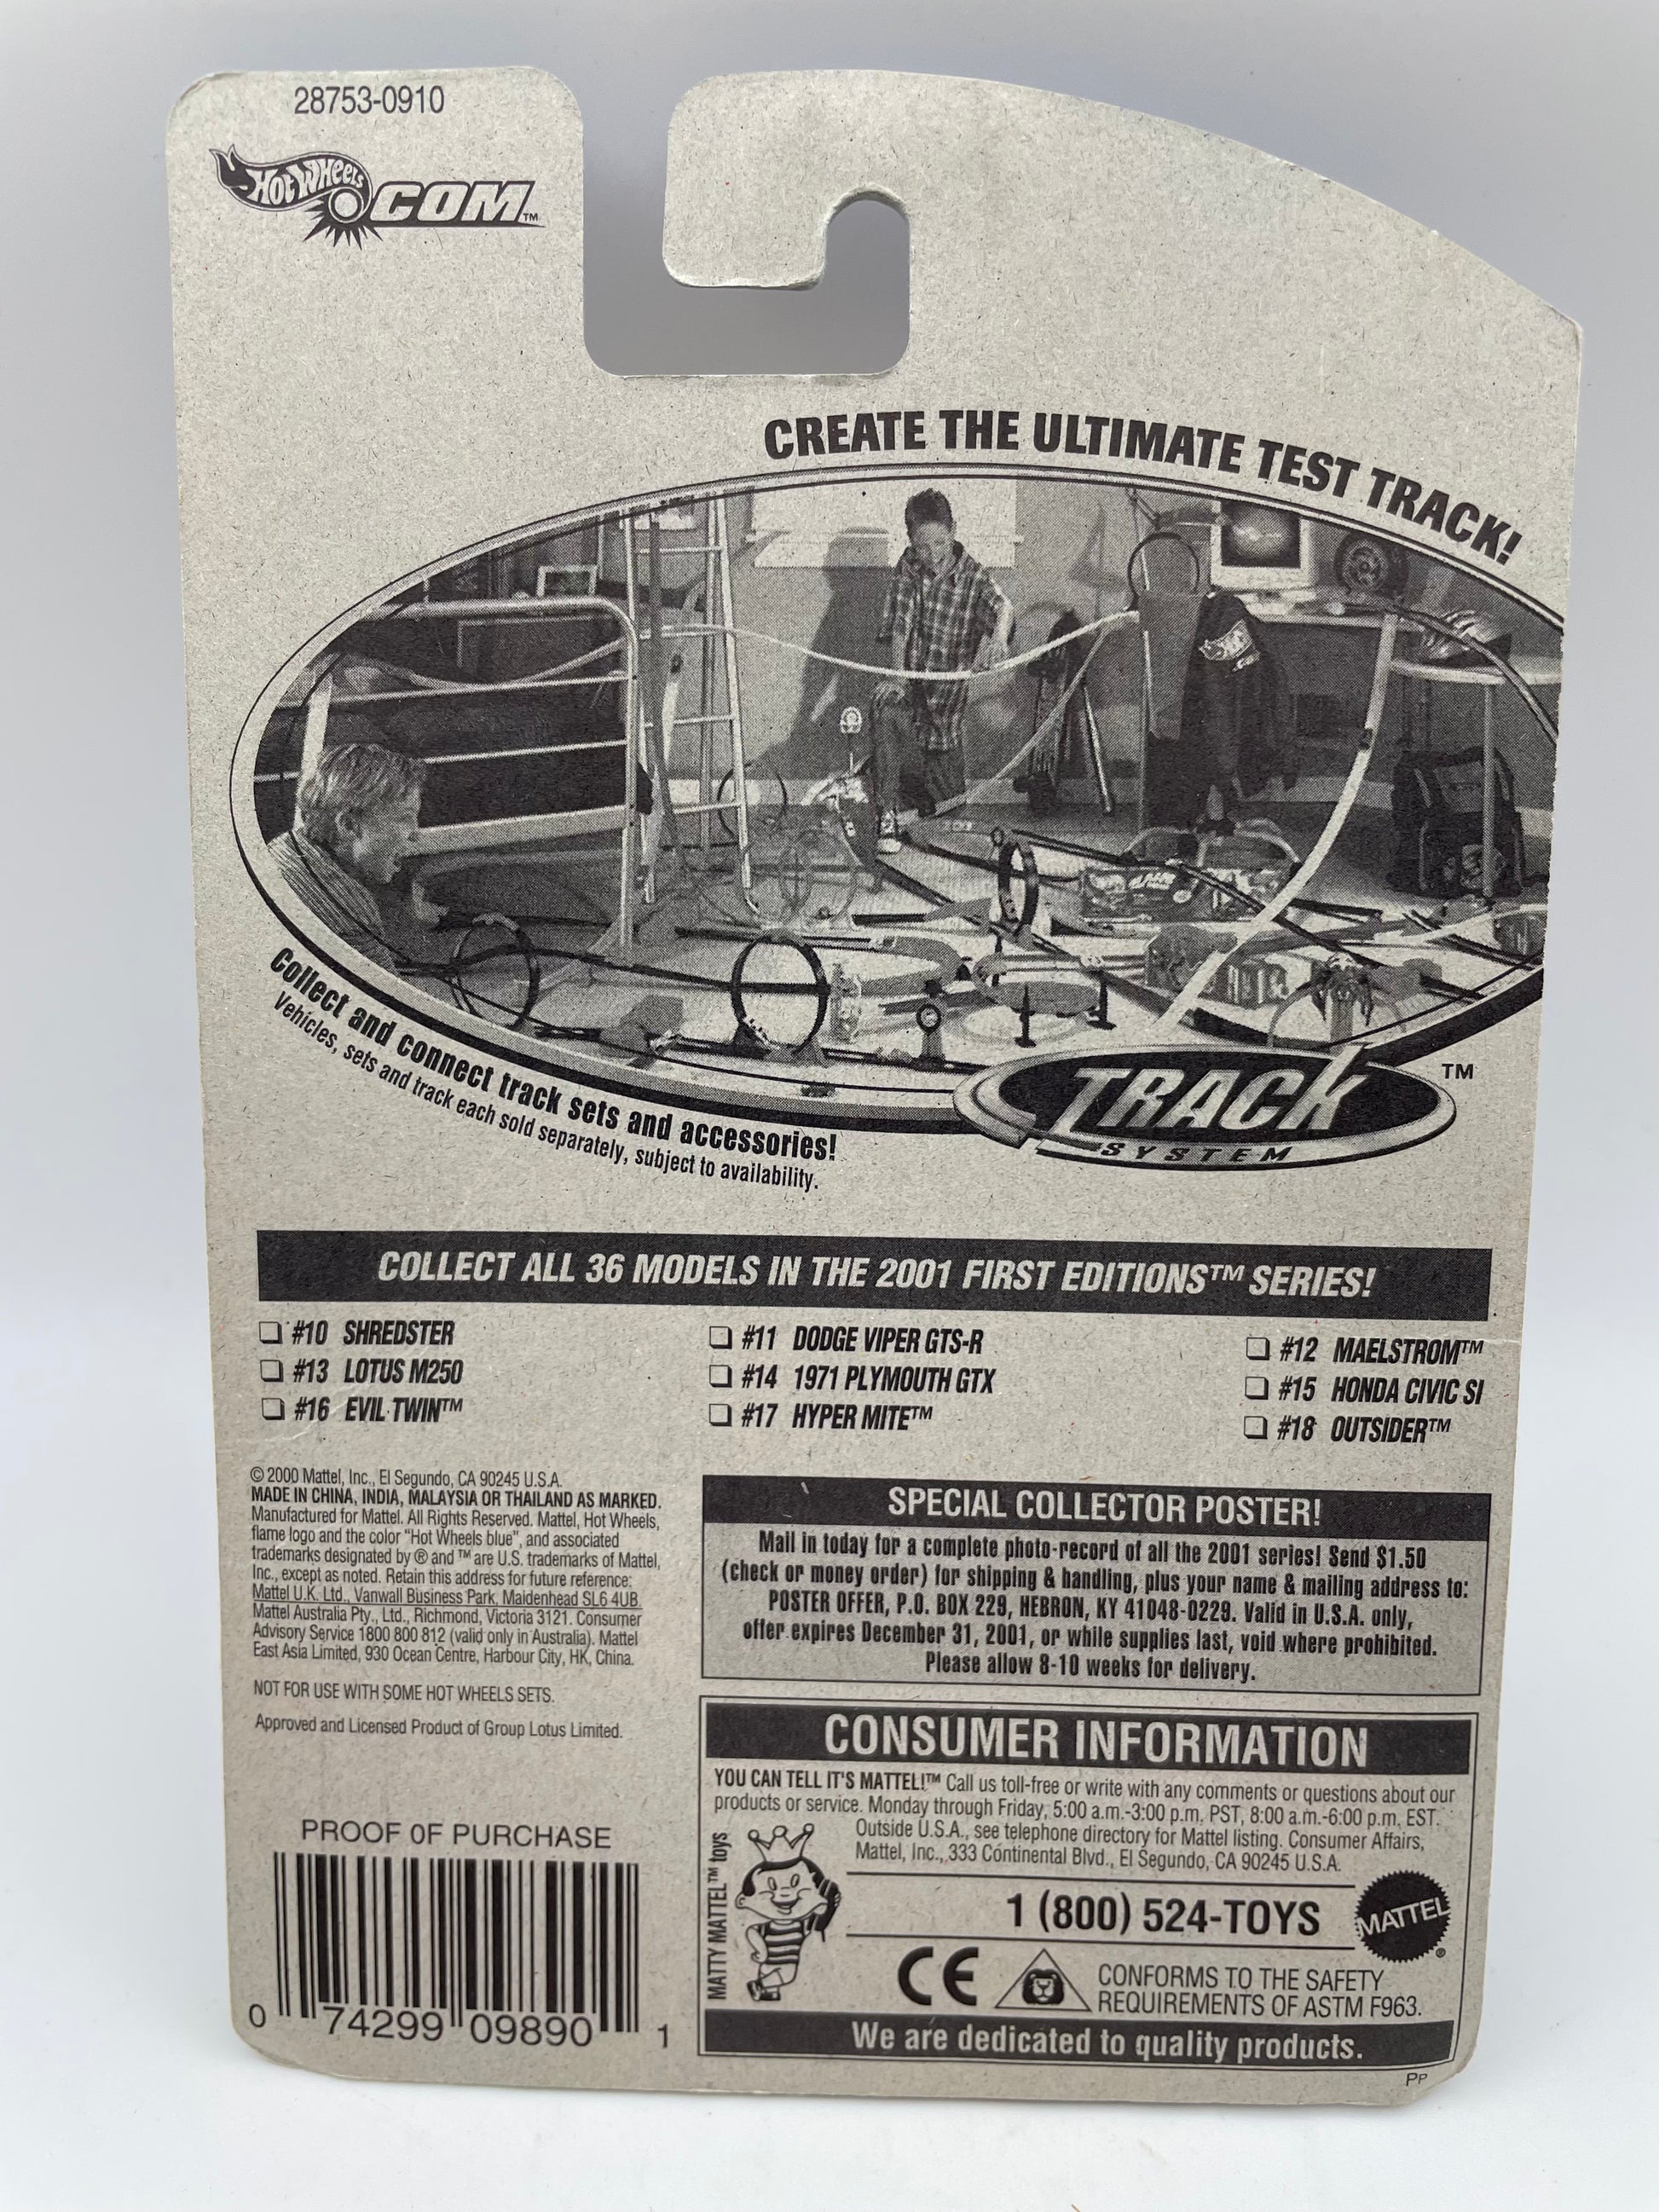 28753-0910
HOT WHEELS .COM™
CREATE THE ULTIMATE TEST TRACK!
Collect and connect track sets and accessories!
Vehicles, sets and track each sold separately, subject to availability.
TRACK ™
SYSTEM
COLLECT ALL 36 MODELS IN THE 2001 FIRST EDITIONS™ SERIES!
❏ #10 SHREDSTER
❏ #11 DODGE VIPER GTS-R
❏ #12 MAELSTROM™
❏ #13 LOTUS M250
❏ #14 1971 PLYMOUTH GTX
❏ #15 HONDA CIVIC SI
❏ #16 EVIL TWIN™
❏ #17 HYPER MITE™
❏ #18 OUTSIDER™
© 2000 Mattel, Inc., El Segundo, CA 90245 U.S.A.
MADE IN CHINA, INDIA, MALAYSIA OR THAILAND AS MARKED.
Manufactured for Mattel. All Rights Reserved. Mattel, Hot Wheels,
flame logo and the color "Hot Wheels blue", and associated
trademarks designated by ® and ™ are U.S. trademarks of Mattel,
Inc., except as noted. Retain this address for future reference:
Mattel U.K. Ltd., Vanwall Business Park, Maidenhead SL6 4UB.
Mattel Australia Pty., Ltd., Richmond, Victoria 3121. Consumer
Advisory Service 1800 800 812 (valid only in Australia). Mattel
East Asia Limited, 930 Ocean Centre, Harbour City, HK, China.
NOT FOR USE WITH SOME HOT WHEELS SETS.
Approved and Licensed Product of Group Lotus Limited.
PROOF OF PURCHASE
0 74299 09890 1
SPECIAL COLLECTOR POSTER!
Mail in today for a complete photo-record of all the 2001 series! Send $1.50
(check or money order) for shipping & handling, plus your name & mailing address to:
POSTER OFFER, P.O. BOX 229, HEBRON, KY 41048-0229. Valid in U.S.A. only,
offer expires December 31, 2001, or while supplies last, void where prohibited.
Please allow 8-10 weeks for delivery.
CONSUMER INFORMATION
YOU CAN TELL IT'S MATTEL!™ Call us toll-free or write with any comments or questions about our
products or service. Monday through Friday, 5:00 a.m.-3:00 p.m. PST, 8:00 a.m.-6:00 p.m. EST.
Outside U.S.A., see telephone directory for Mattel listing. Consumer Affairs,
Mattel, Inc., 333 Continental Blvd., El Segundo, CA 90245 U.S.A.
MATTY MATTEL™ toys
1 (800) 524-TOYS
MATTEL ®
CE
CONFORMS TO THE SAFETY
REQUIREMENTS OF ASTM F963.
We are dedicated to quality products.
PP